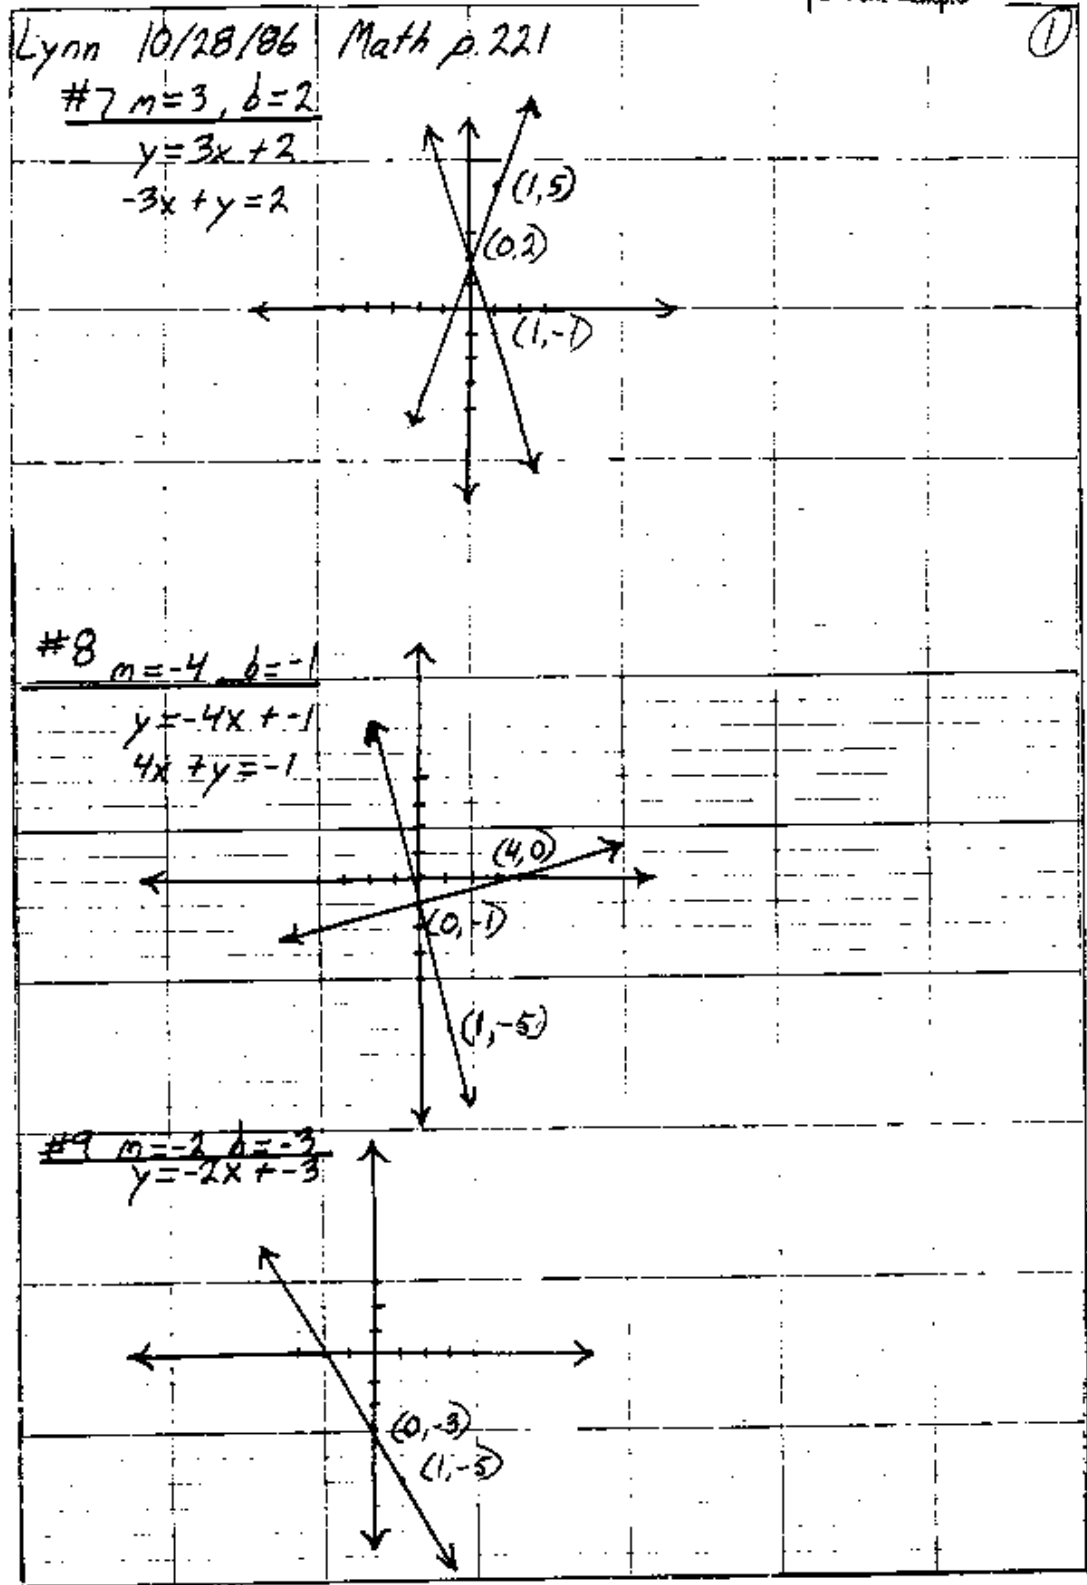 Lynn 10/28/86 Math p.221
①
#7 m=3, b=2
y=3x+2
-3x+y=2
(1,5)
(0,2)
(1,-1)
#8 m=-4 b=-1
y=-4x+-1
4x+y=-1
(4,0)
(0,-1)
(1,-5)
#9 m=-2 b=-3
y=-2x+-3
(0,-3)
(1,-5)